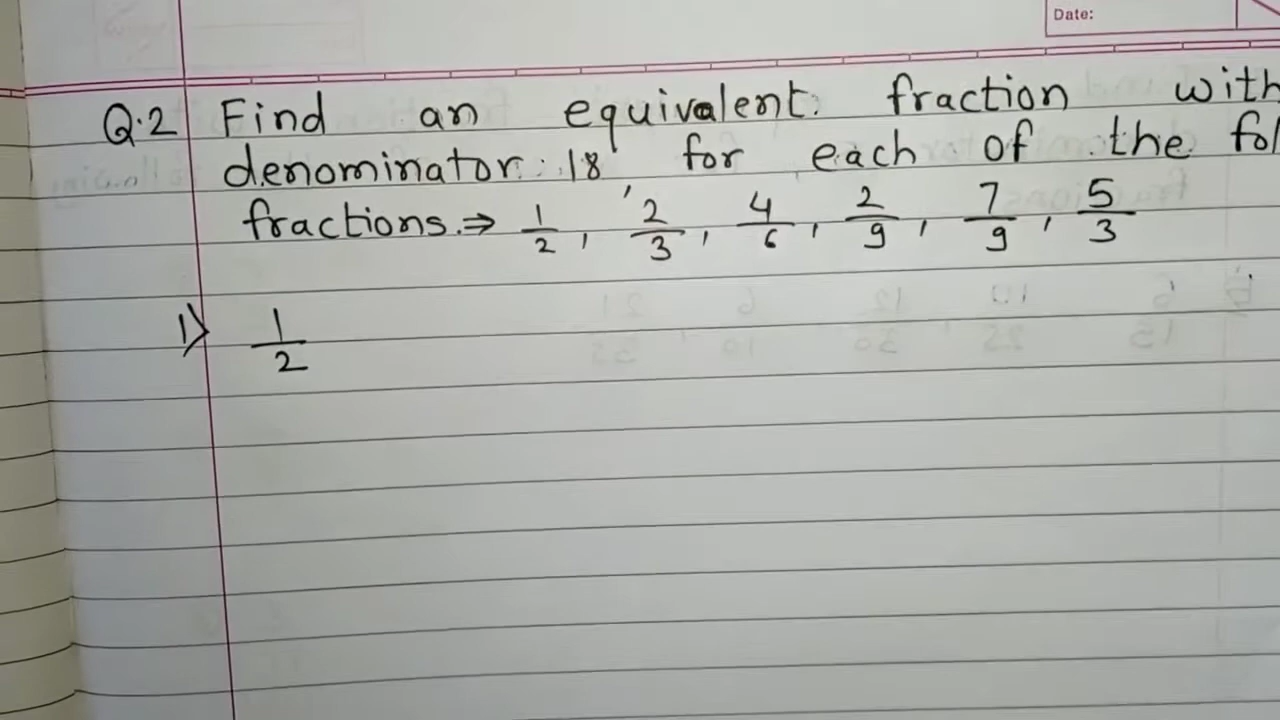 Date:
Q.2 Find an equivalent fraction with
denominator 18 for each of the fol
fractions. ⇒ 1/2, 2/3, 4/6, 2/9, 7/9, 5/3
1) 1/2